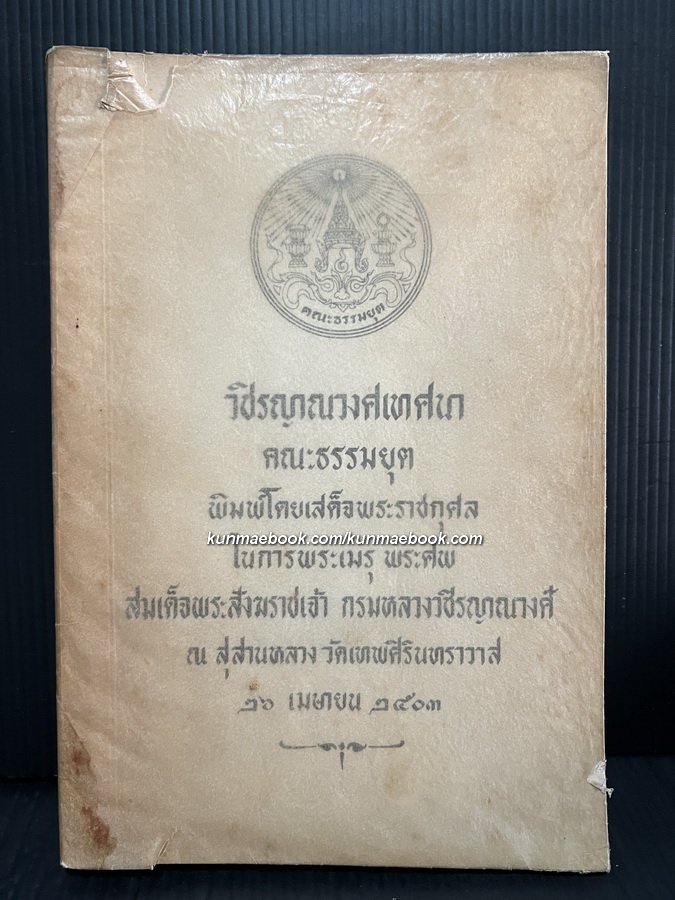 คณะธรรมยุต
วชิรญาณวงศเทศนา
คณะธรรมยุต
พิมพ์โดยเสด็จพระราชกุศล
kunmaebook.com/kunmaebook.com
ในการพระเมรุ พระศพ
สมเด็จพระสังฆราชเจ้า กรมหลวงวชิรญาณวงศ์
ณ สุสานหลวง วัดเทพศิรินทราวาส
๒๖ เมษายน ๒๕๐๓